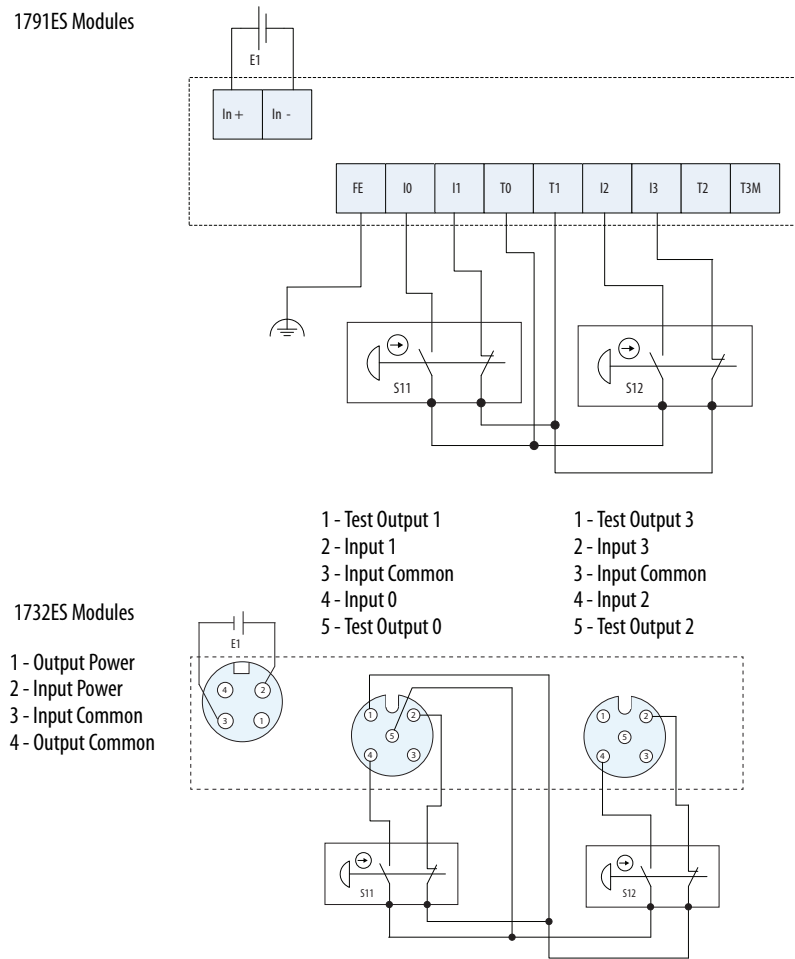 1791ES Modules
E1
In + In -
FE I0 I1 T0 T1 I2 I3 T2 T3M
S11 S12
1 - Test Output 1
2 - Input 1
3 - Input Common
4 - Input 0
5 - Test Output 0
1 - Test Output 3
2 - Input 3
3 - Input Common
4 - Input 2
5 - Test Output 2
1732ES Modules
1 - Output Power
2 - Input Power
3 - Input Common
4 - Output Common
E1
4 2
3 1
1 2
5
4 3
1 2
5
4 3
S11 S12